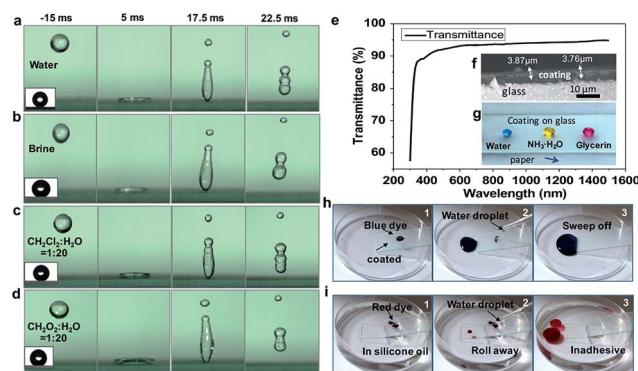 -15 ms
5 ms
17.5 ms
22.5 ms
a
Water
b
Brine
c
CH₂Cl₂:H₂O
=1:20
d
CH₂O₂:H₂O
=1:20
e
Transmittance
Transmittance (%)
95
90
85
80
75
70
65
60
200
400
600
800
1000
1200
1400
1600
Wavelength (nm)
f
3.87μm
3.76μm
coating
glass
10 μm
g
Coating on glass
Water
NH₃·H₂O
Glycerin
paper
h
1
Blue dye
coated
2
Water droplet
3
Sweep off
i
1
Red dye
In silicone oil
2
Water droplet
Roll away
3
Inadhesive